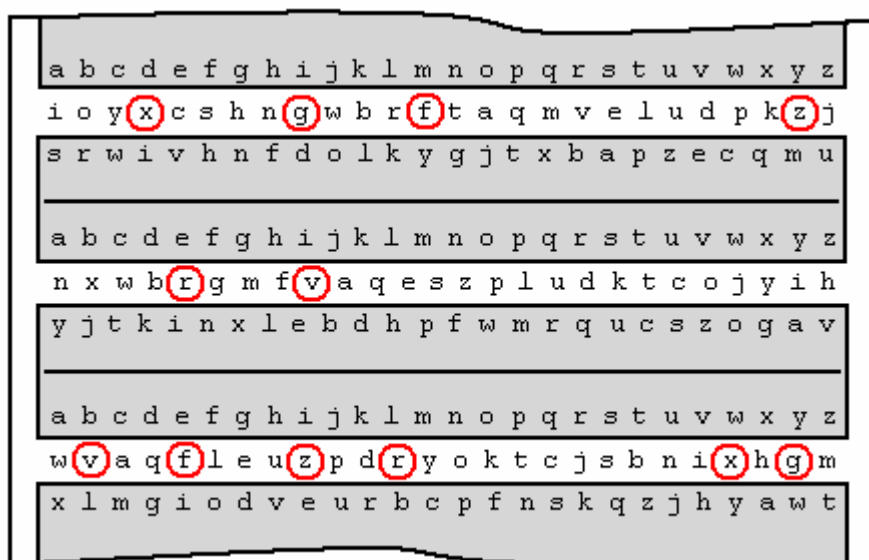 a b c d e f g h i j k l m n o p q r s t u v w x y z
i o y x c s h n g w b r f t a q m v e l u d p k z j
s r w i v h n f d o l k y g j t x b a p z e c q m u
a b c d e f g h i j k l m n o p q r s t u v w x y z
n x w b r g m f v a q e s z p l u d k t c o j y i h
y j t k i n x l e b d h p f w m r q u c s z o g a v
a b c d e f g h i j k l m n o p q r s t u v w x y z
w v a q f l e u z p d r y o k t c j s b n i x h g m
x l m g i o d v e u r b c p f n s k q z j h y a w t